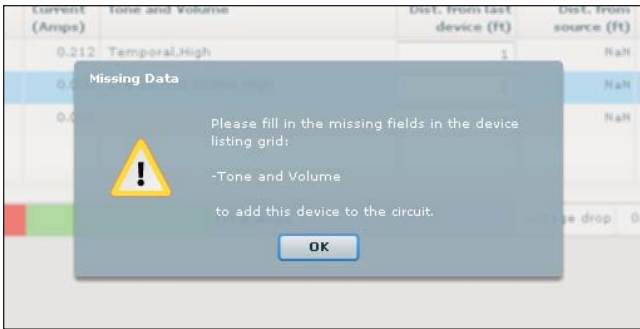 Current Tone and Volume Dist. from last Dist. from
(Amps) device (ft) source (ft)
0.212 Temporal,High 1 NaN
NaN
Missing Data
NaN
Please fill in the missing fields in the device
listing grid:
-Tone and Volume
to add this device to the circuit.
drop 0
OK